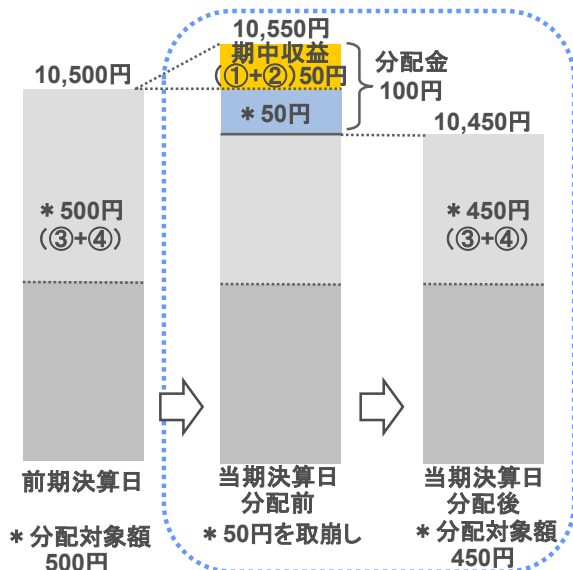 10,500円
＊500円
(③+④)
前期決算日
＊分配対象額
500円
10,550円
期中収益
(①+②)50円
＊50円
分配金
100円
当期決算日
分配前
＊50円を取崩し
10,450円
＊450円
(③+④)
当期決算日
分配後
＊分配対象額
450円